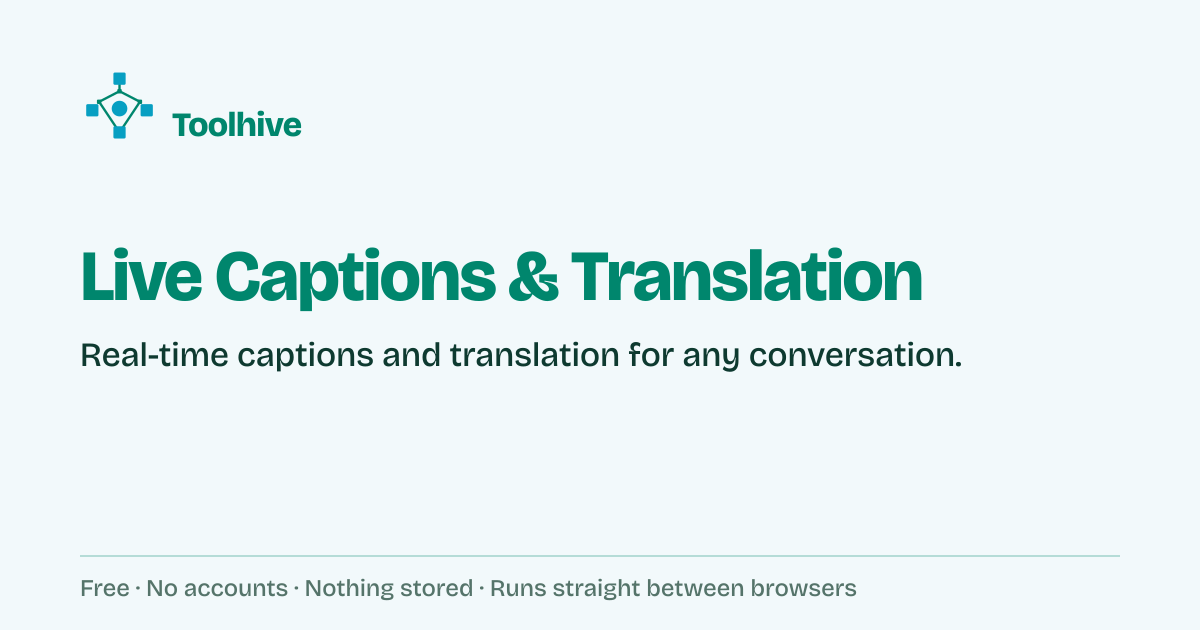 Toolhive
Live Captions & Translation
Real-time captions and translation for any conversation.
Free · No accounts · Nothing stored · Runs straight between browsers